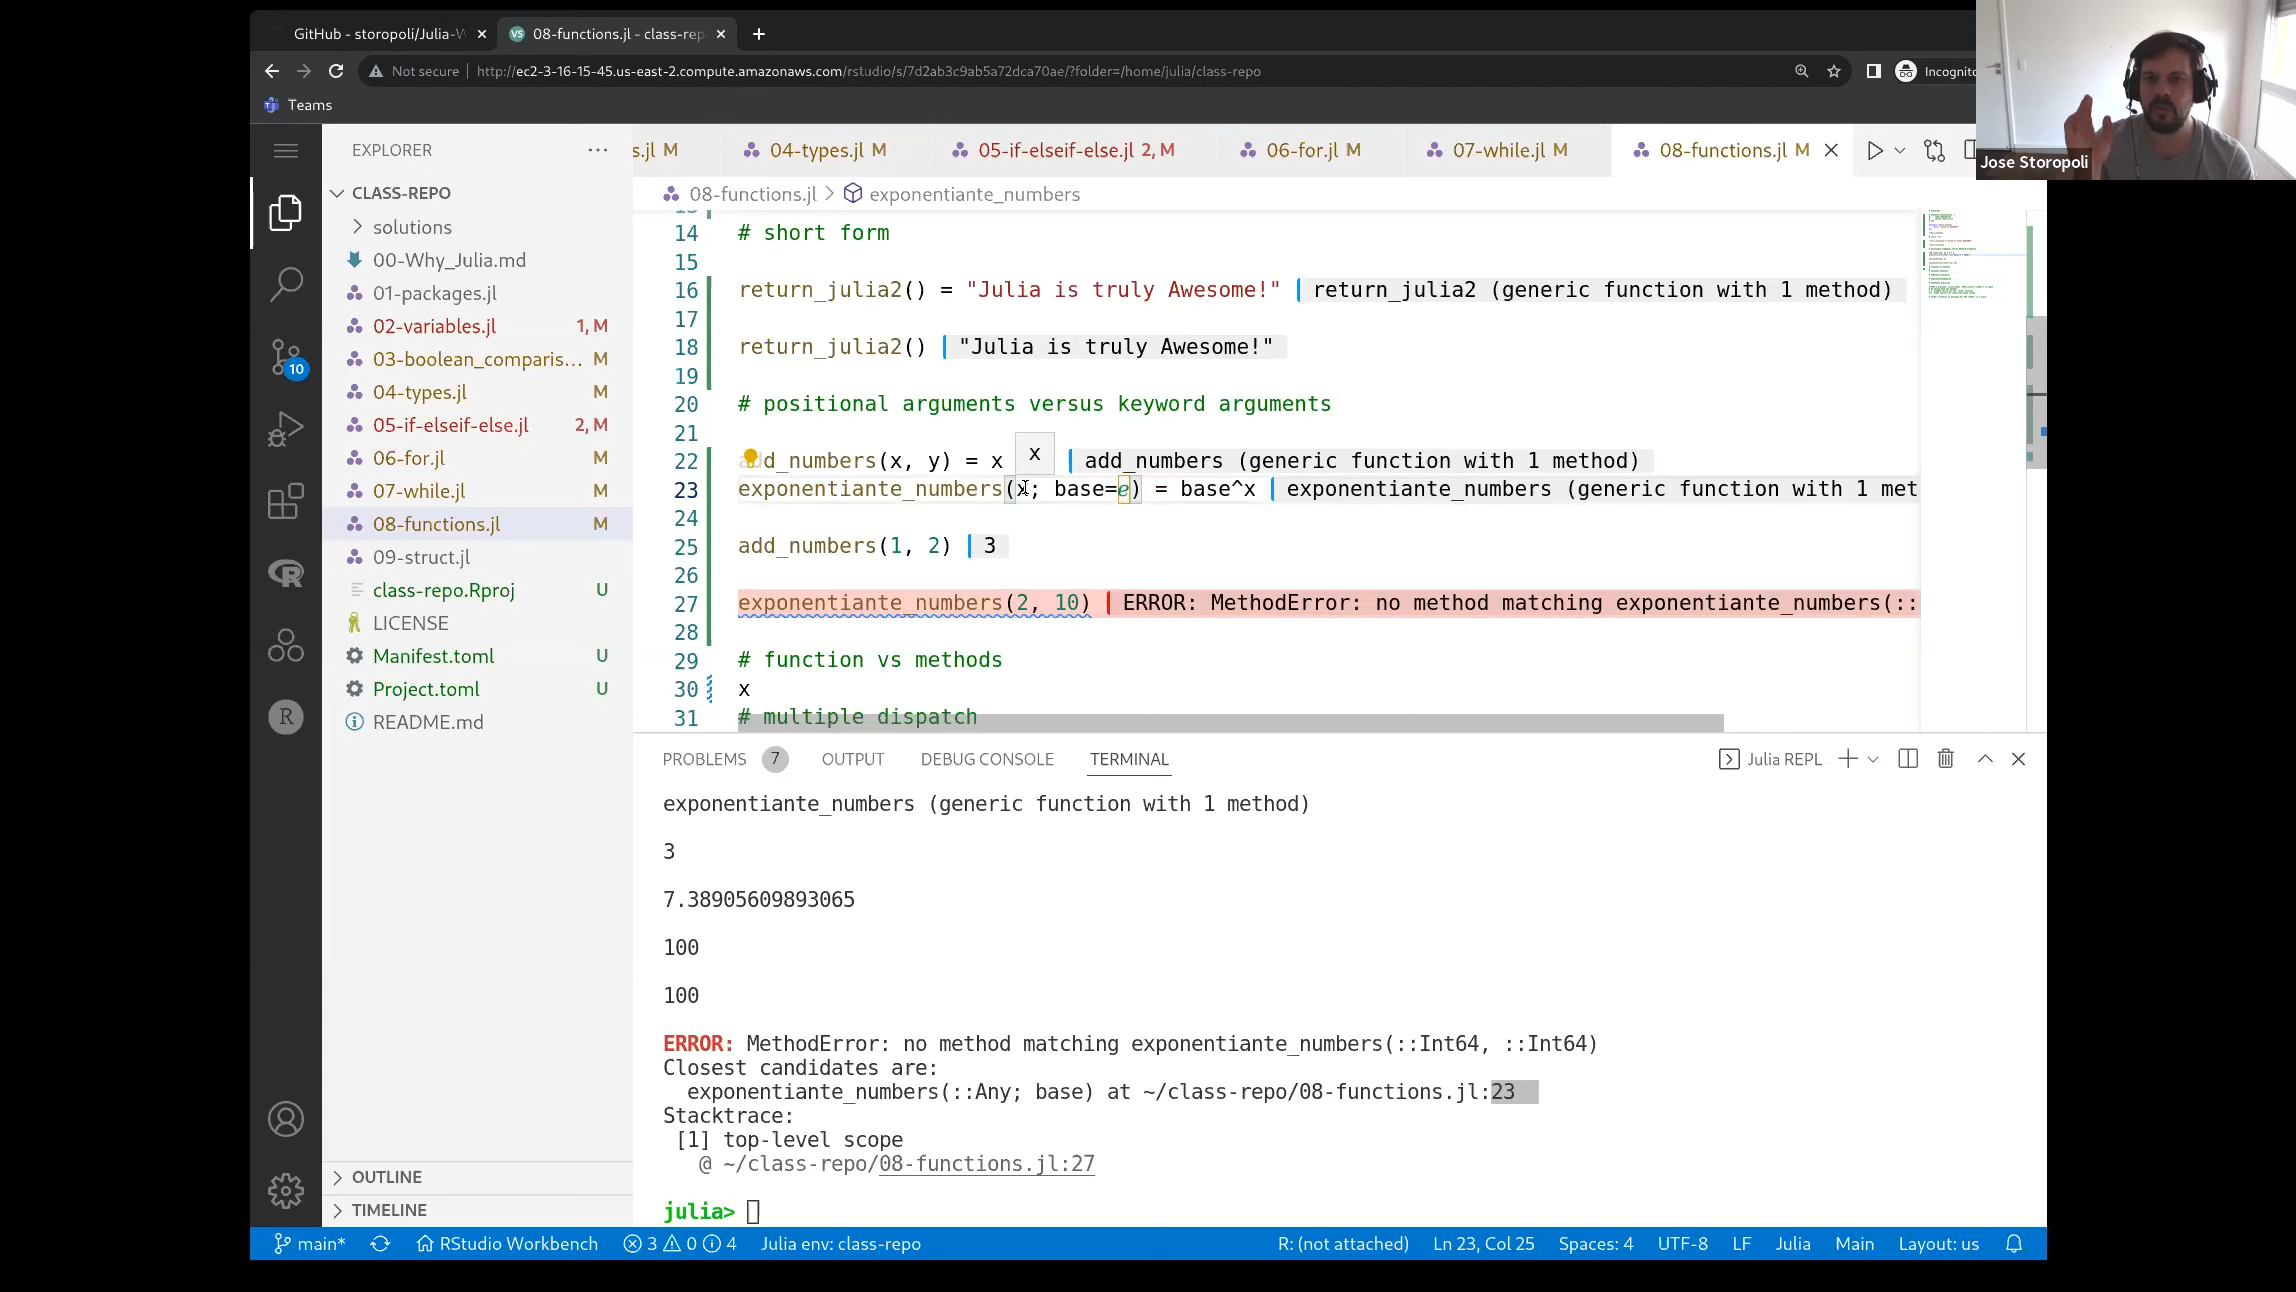 GitHub - storopoli/Julia-W
08-functions.jl - class-rep
Not secure
http://ec2-3-16-15-45.us-east-2.compute.amazonaws.com/rstudio/s/7d2ab3c9ab5a72dca70ae/?folder=/home/julia/class-repo
Incognito
Teams
Jose Storopoli
EXPLORER
CLASS-REPO
solutions
00-Why_Julia.md
01-packages.jl
02-variables.jl 1, M
03-boolean_comparis... M
04-types.jl M
05-if-elseif-else.jl 2, M
06-for.jl M
07-while.jl M
08-functions.jl M
09-struct.jl
class-repo.Rproj U
LICENSE
Manifest.toml U
Project.toml U
README.md
OUTLINE
TIMELINE
10
s.jl M
04-types.jl M
05-if-elseif-else.jl 2, M
06-for.jl M
07-while.jl M
08-functions.jl M
08-functions.jl > exponentiante_numbers
14 # short form
15
16 return_julia2() = "Julia is truly Awesome!" return_julia2 (generic function with 1 method)
17
18 return_julia2() "Julia is truly Awesome!"
19
20 # positional arguments versus keyword arguments
21
x
22 add_numbers(x, y) = x add_numbers (generic function with 1 method)
23 exponentiante_numbers(x; base=ℯ) = base^x exponentiante_numbers (generic function with 1 met
24
25 add_numbers(1, 2) 3
26
27 exponentiante_numbers(2, 10) ERROR: MethodError: no method matching exponentiante_numbers(::
28
29 # function vs methods
30 x
31 # multiple dispatch
PROBLEMS 7 OUTPUT DEBUG CONSOLE TERMINAL
Julia REPL
exponentiante_numbers (generic function with 1 method)
3
7.38905609893065
100
100
ERROR: MethodError: no method matching exponentiante_numbers(::Int64, ::Int64)
Closest candidates are:
exponentiante_numbers(::Any; base) at ~/class-repo/08-functions.jl:23
Stacktrace:
[1] top-level scope
@ ~/class-repo/08-functions.jl:27
julia>
main* RStudio Workbench 3 0 4 Julia env: class-repo
R: (not attached) Ln 23, Col 25 Spaces: 4 UTF-8 LF Julia Main Layout: us